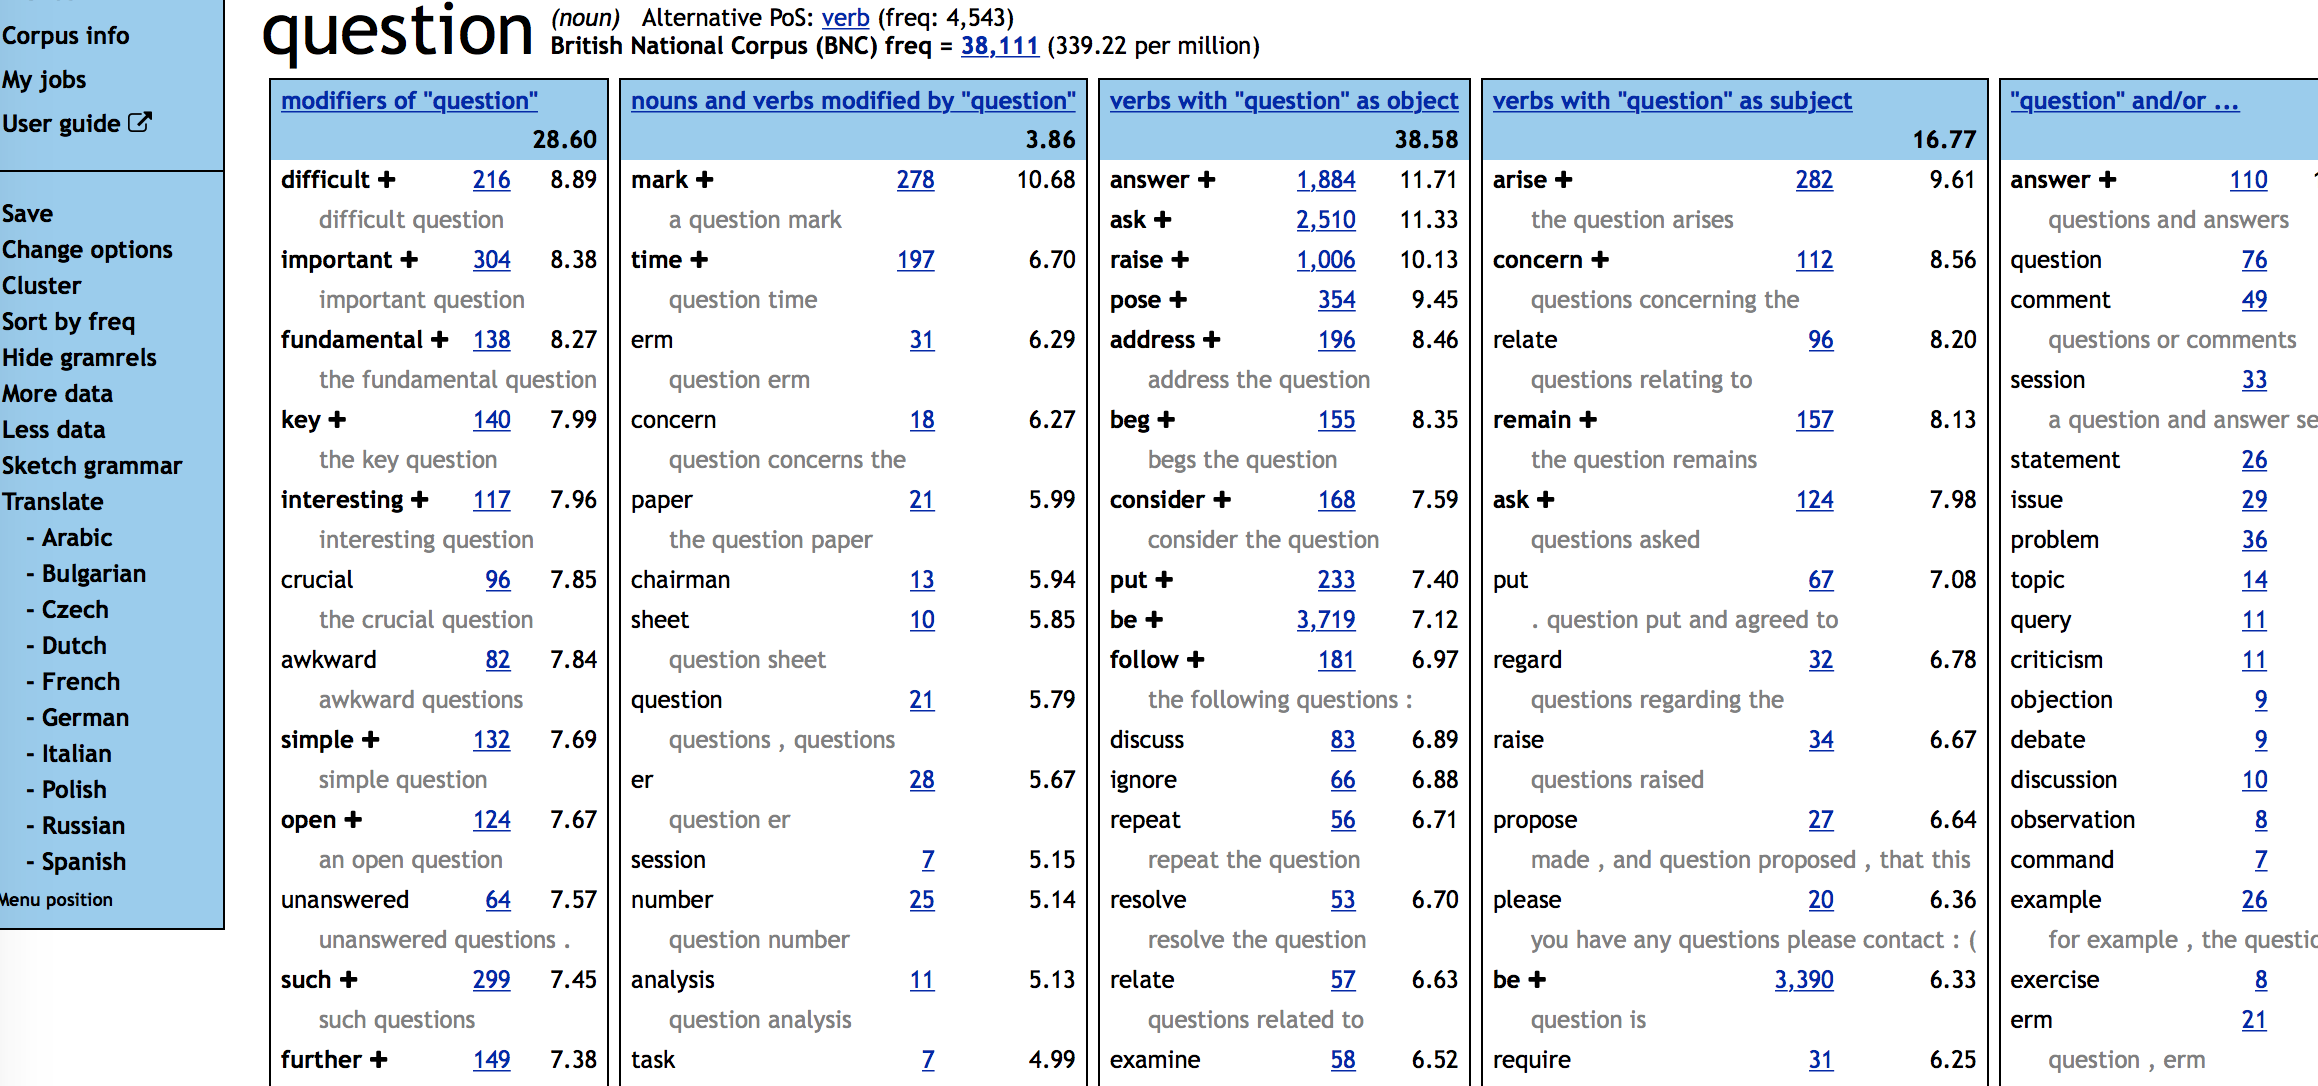 Corpus info
My jobs
User guide
Save
Change options
Cluster
Sort by freq
Hide gramrels
More data
Less data
Sketch grammar
Translate
- Arabic
- Bulgarian
- Czech
- Dutch
- French
- German
- Italian
- Polish
- Russian
- Spanish
Menu position
question (noun) Alternative PoS: verb (freq: 4,543)
British National Corpus (BNC) freq = 38,111 (339.22 per million)
modifiers of "question"
28.60
difficult + 216 8.89
difficult question
important + 304 8.38
important question
fundamental + 138 8.27
the fundamental question
key + 140 7.99
the key question
interesting + 117 7.96
interesting question
crucial 96 7.85
the crucial question
awkward 82 7.84
awkward questions
simple + 132 7.69
simple question
open + 124 7.67
an open question
unanswered 64 7.57
unanswered questions .
such + 299 7.45
such questions
further + 149 7.38
nouns and verbs modified by "question"
3.86
mark + 278 10.68
a question mark
time + 197 6.70
question time
erm 31 6.29
question erm
concern 18 6.27
question concerns the
paper 21 5.99
the question paper
chairman 13 5.94
sheet 10 5.85
question sheet
question 21 5.79
questions , questions
er 28 5.67
question er
session 7 5.15
number 25 5.14
question number
analysis 11 5.13
question analysis
task 7 4.99
verbs with "question" as object
38.58
answer + 1,884 11.71
ask + 2,510 11.33
raise + 1,006 10.13
pose + 354 9.45
address + 196 8.46
address the question
beg + 155 8.35
begs the question
consider + 168 7.59
consider the question
put + 233 7.40
be + 3,719 7.12
follow + 181 6.97
the following questions :
discuss 83 6.89
ignore 66 6.88
repeat 56 6.71
repeat the question
resolve 53 6.70
resolve the question
relate 57 6.63
questions related to
examine 58 6.52
verbs with "question" as subject
16.77
arise + 282 9.61
the question arises
concern + 112 8.56
questions concerning the
relate 96 8.20
questions relating to
remain + 157 8.13
the question remains
ask + 124 7.98
questions asked
put 67 7.08
. question put and agreed to
regard 32 6.78
questions regarding the
raise 34 6.67
questions raised
propose 27 6.64
made , and question proposed , that this
please 20 6.36
you have any questions please contact : (
be + 3,390 6.33
question is
require 31 6.25
"question" and/or ...
answer + 110
questions and answers
question 76
comment 49
questions or comments
session 33
a question and answer se
statement 26
issue 29
problem 36
topic 14
query 11
criticism 11
objection 9
debate 9
discussion 10
observation 8
command 7
example 26
for example , the questio
exercise 8
erm 21
question , erm